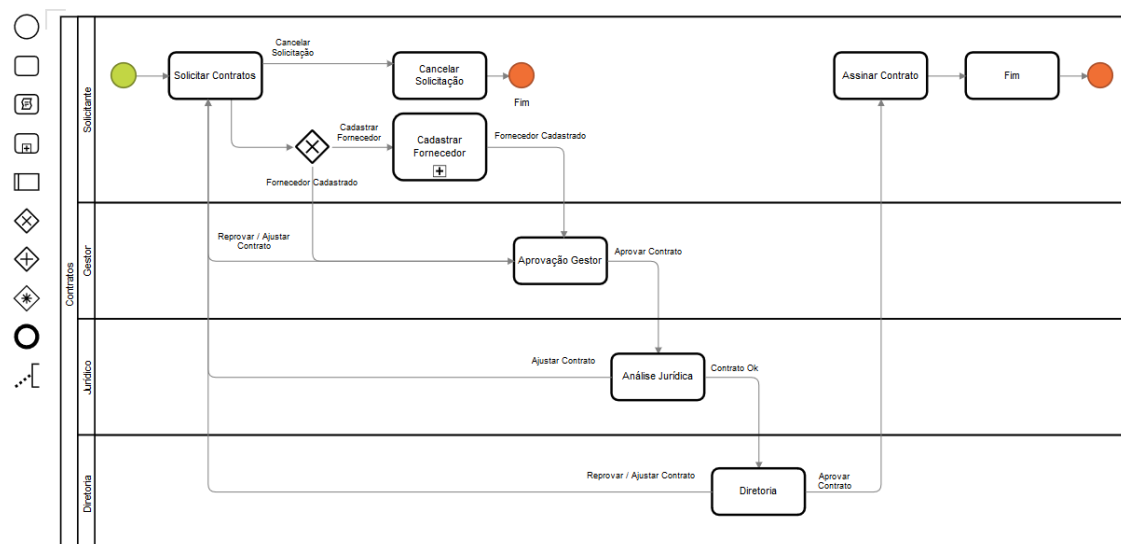 Contratos
Solicitante
Solicitar Contratos
Cancelar
Solicitação
Cancelar
Solicitação
Fim
Assinar Contrato
Fim
Cadastrar
Fornecedor
Cadastrar
Fornecedor
Fornecedor Cadastrado
Fornecedor Cadastrado
Gestor
Reprovar / Ajustar
Contrato
Aprovação Gestor
Aprovar Contrato
Jurídico
Ajustar Contrato
Análise Jurídica
Contrato Ok
Diretoria
Reprovar / Ajustar Contrato
Diretoria
Aprovar
Contrato